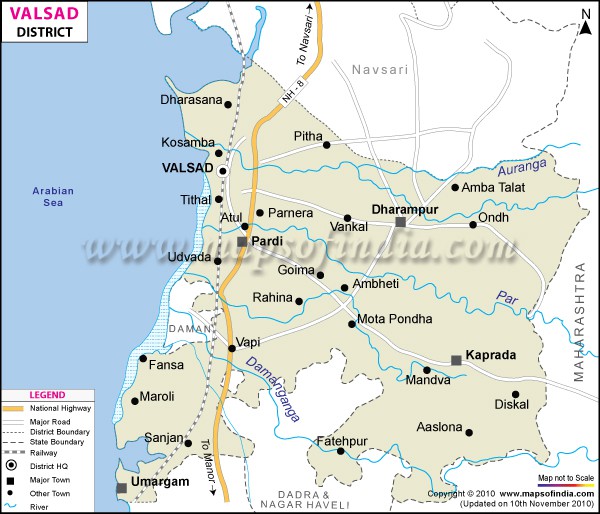 VALSAD
DISTRICT
To Navsari
N
Navsari
NH - 8
Dharasana
Kosamba
Pitha
VALSAD
Auranga
Amba Talat
Arabian
Sea
Tithal
Parnera
Atul
Vankal
Dharampur
Ondh
Pardi
www.mapsofindia.com
Udvada
Goima
Ambheti
Rahina
Par
MAHARASHTRA
DAMAN
Mota Pondha
Vapi
Fansa
Damanganga
Kaprada
Mandva
Maroli
Diskal
Aaslona
Sanjan
Fatehpur
To Manor
Umargam
DADRA &
NAGAR HAVELI
LEGEND
National Highway
Major Road
District Boundary
State Boundary
Railway
District HQ
Major Town
Other Town
River
Map not to Scale
Copyright © 2010 www.mapsofindia.com
(Updated on 10th November 2010)